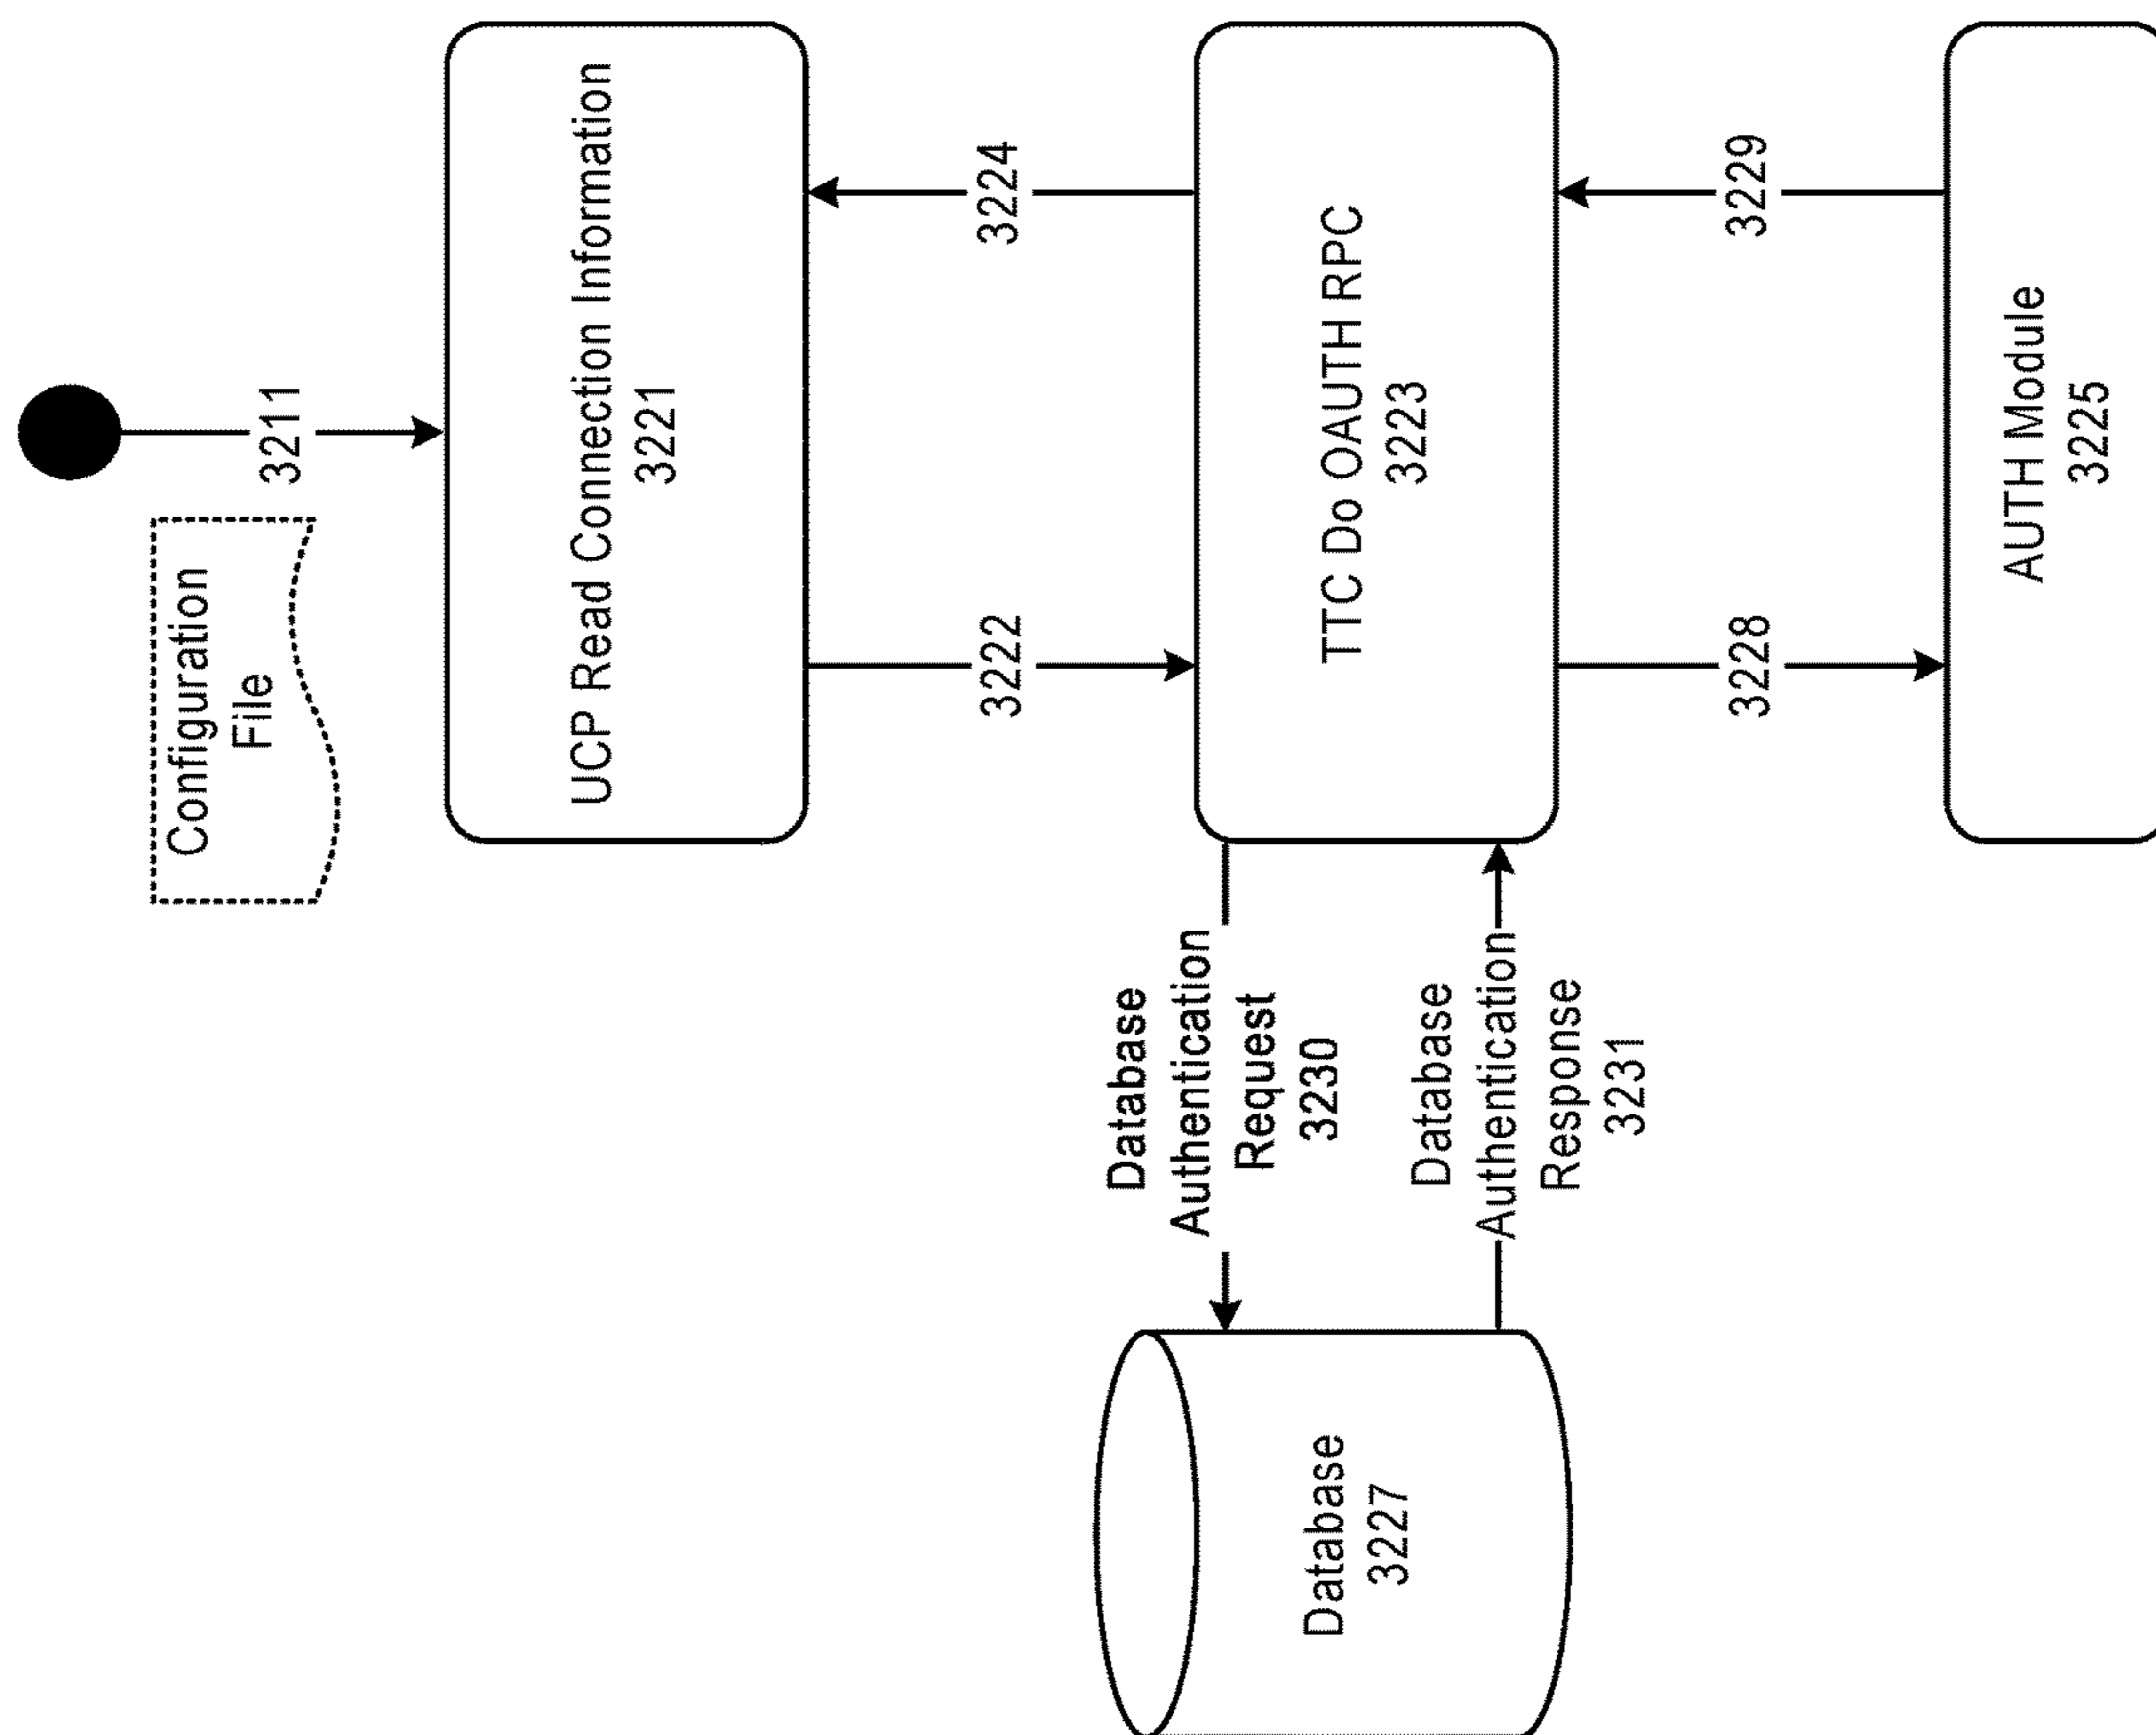 Configuration
File
3211
UCP Read Connection Information
3221
3222
3224
TTC Do OAUTH RPC
3223
Database
Authentication
Request
3230
Database
Authentication
Response
3231
Database
3227
3228
3229
AUTH Module
3225